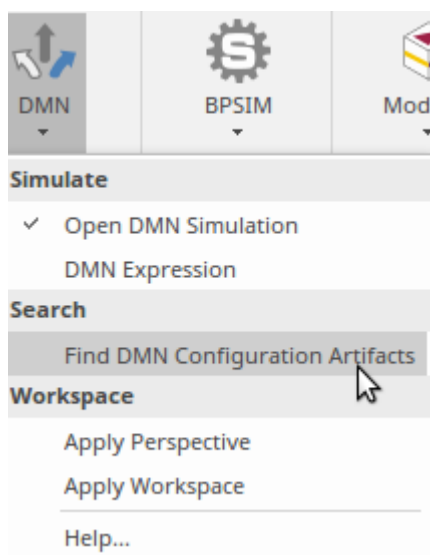 DMN
BPSIM
Mod
Simulate
Open DMN Simulation
DMN Expression
Search
Find DMN Configuration Artifacts
Workspace
Apply Perspective
Apply Workspace
Help...